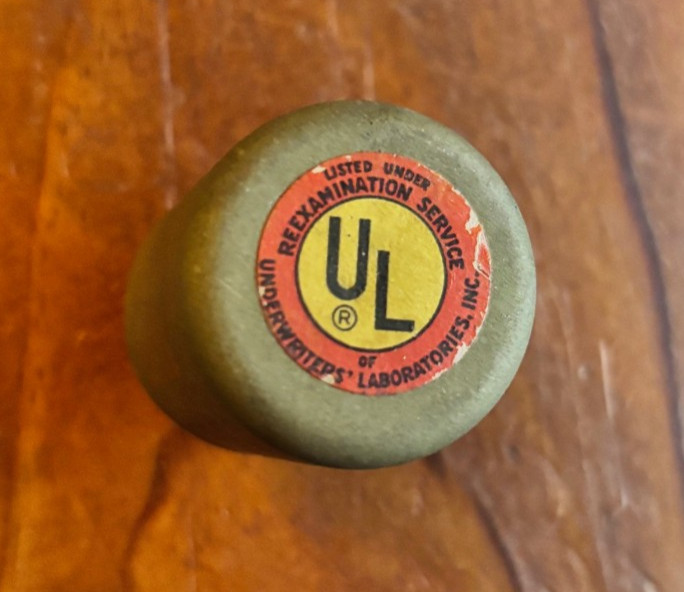 LISTED UNDER
REEXAMINATION SERVICE
UL
®
OF
UNDERWRITERS' LABORATORIES, INC.